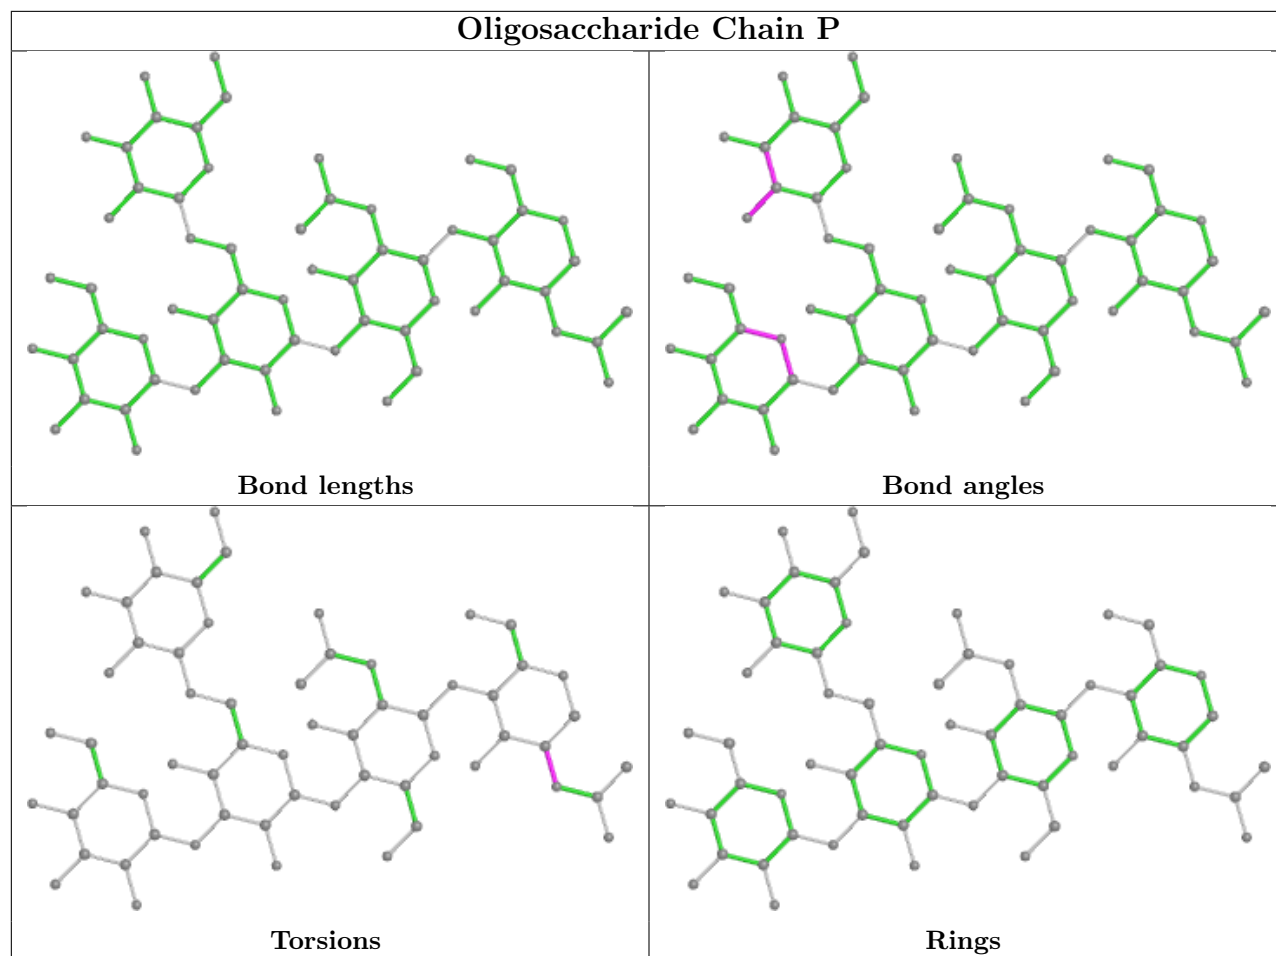 Oligosaccharide Chain P
Bond lengths
Bond angles
Torsions
Rings